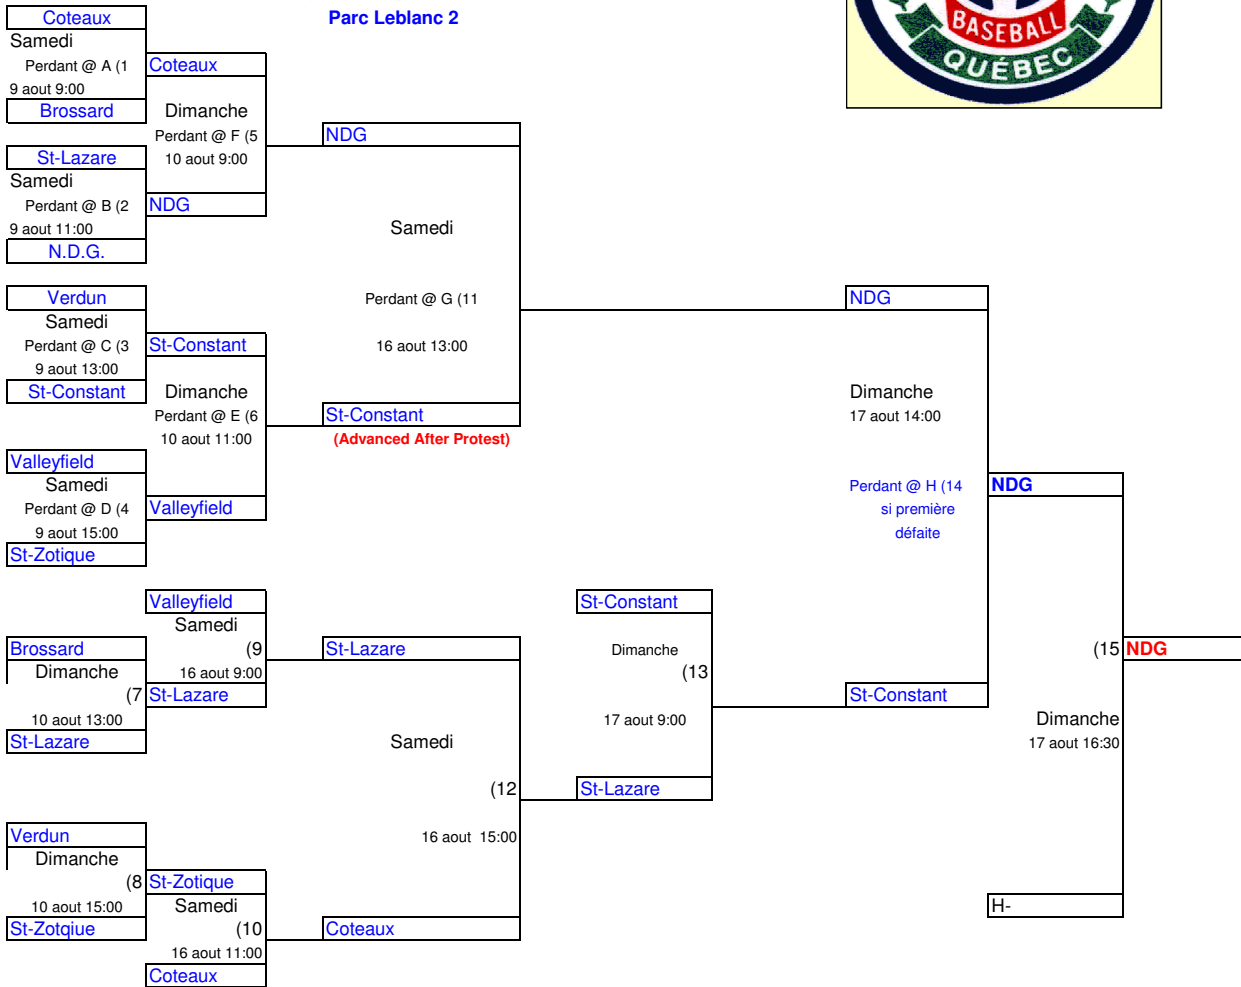 Parc Leblanc 2
BASEBALL
QUÉBEC
Coteaux
Samedi
Perdant @ A (1
9 aout 9:00
Brossard
St-Lazare
Samedi
Perdant @ B (2
9 aout 11:00
N.D.G.
Verdun
Samedi
Perdant @ C (3
9 aout 13:00
St-Constant
Valleyfield
Samedi
Perdant @ D (4
9 aout 15:00
St-Zotique
Coteaux
Dimanche
Perdant @ F (5
10 aout 9:00
NDG
St-Constant
Dimanche
Perdant @ E (6
10 aout 11:00
Valleyfield
NDG
Samedi
Perdant @ G (11
16 aout 13:00
St-Constant
(Advanced After Protest)
NDG
Dimanche
17 aout 14:00
Perdant @ H (14
si première
défaite
St-Constant
NDG
(15
NDG
Dimanche
17 aout 16:30
H-
Brossard
Dimanche
(7
10 aout 13:00
St-Lazare
Verdun
Dimanche
(8
10 aout 15:00
St-Zotqiue
Valleyfield
Samedi
(9
16 aout 9:00
St-Lazare
St-Zotique
Samedi
(10
16 aout 11:00
Coteaux
St-Lazare
Samedi
(12
16 aout 15:00
Coteaux
St-Constant
Dimanche
(13
17 aout 9:00
St-Lazare